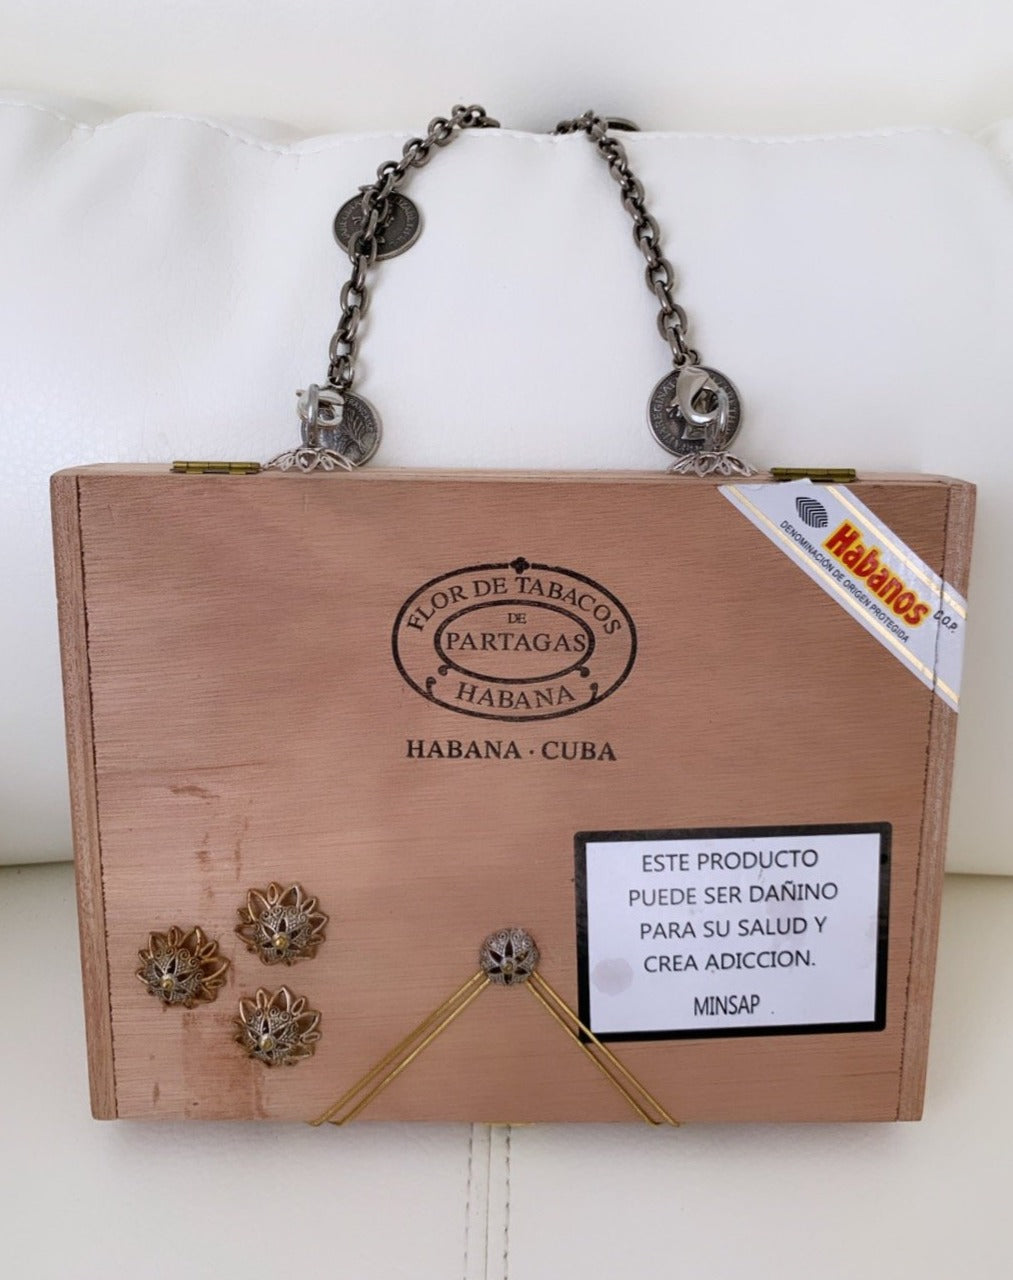 FLOR DE TABACOS
DE
PARTAGAS
HABANA
HABANA · CUBA
Habanos
DENOMINACIÓN DE ORIGEN PROTEGIDA
D.O.P.
ESTE PRODUCTO
PUEDE SER DAÑINO
PARA SU SALUD Y
CREA ADICCION.
MINSAP